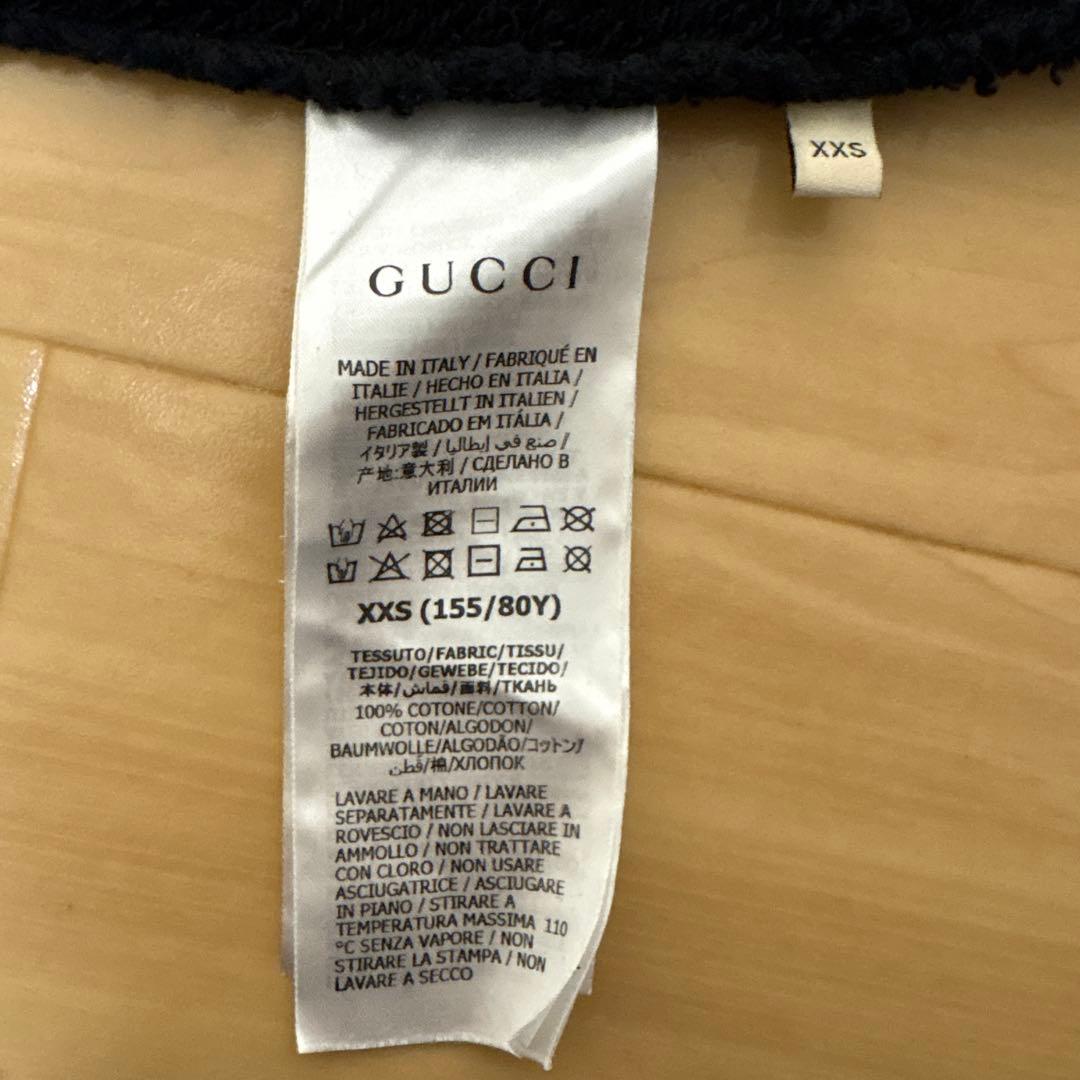 XXS
GUCCI
MADE IN ITALY / FABRIQUÉ EN
ITALIE / HECHO EN ITALIA /
HERGESTELLT IN ITALIEN /
FABRICADO EM ITÁLIA /
イタリア製 / صنع في إيطاليا /
产地:意大利 / СДЕЛАНО В
ИТАЛИИ
XXS (155/80Y)
TESSUTO/FABRIC/TISSU/
TEJIDO/GEWEBE/TECIDO/
本体/قماش/面料/ТКАНЬ
100% COTONE/COTTON/
COTON/ALGODON/
BAUMWOLLE/ALGODÃO/コットン/
قطن/棉/ХЛОПОК
LAVARE A MANO / LAVARE
SEPARATAMENTE / LAVARE A
ROVESCIO / NON LASCIARE IN
AMMOLLO / NON TRATTARE
CON CLORO / NON USARE
ASCIUGATRICE / ASCIUGARE
IN PIANO / STIRARE A
TEMPERATURA MASSIMA 110
°C SENZA VAPORE / NON
STIRARE LA STAMPA / NON
LAVARE A SECCO